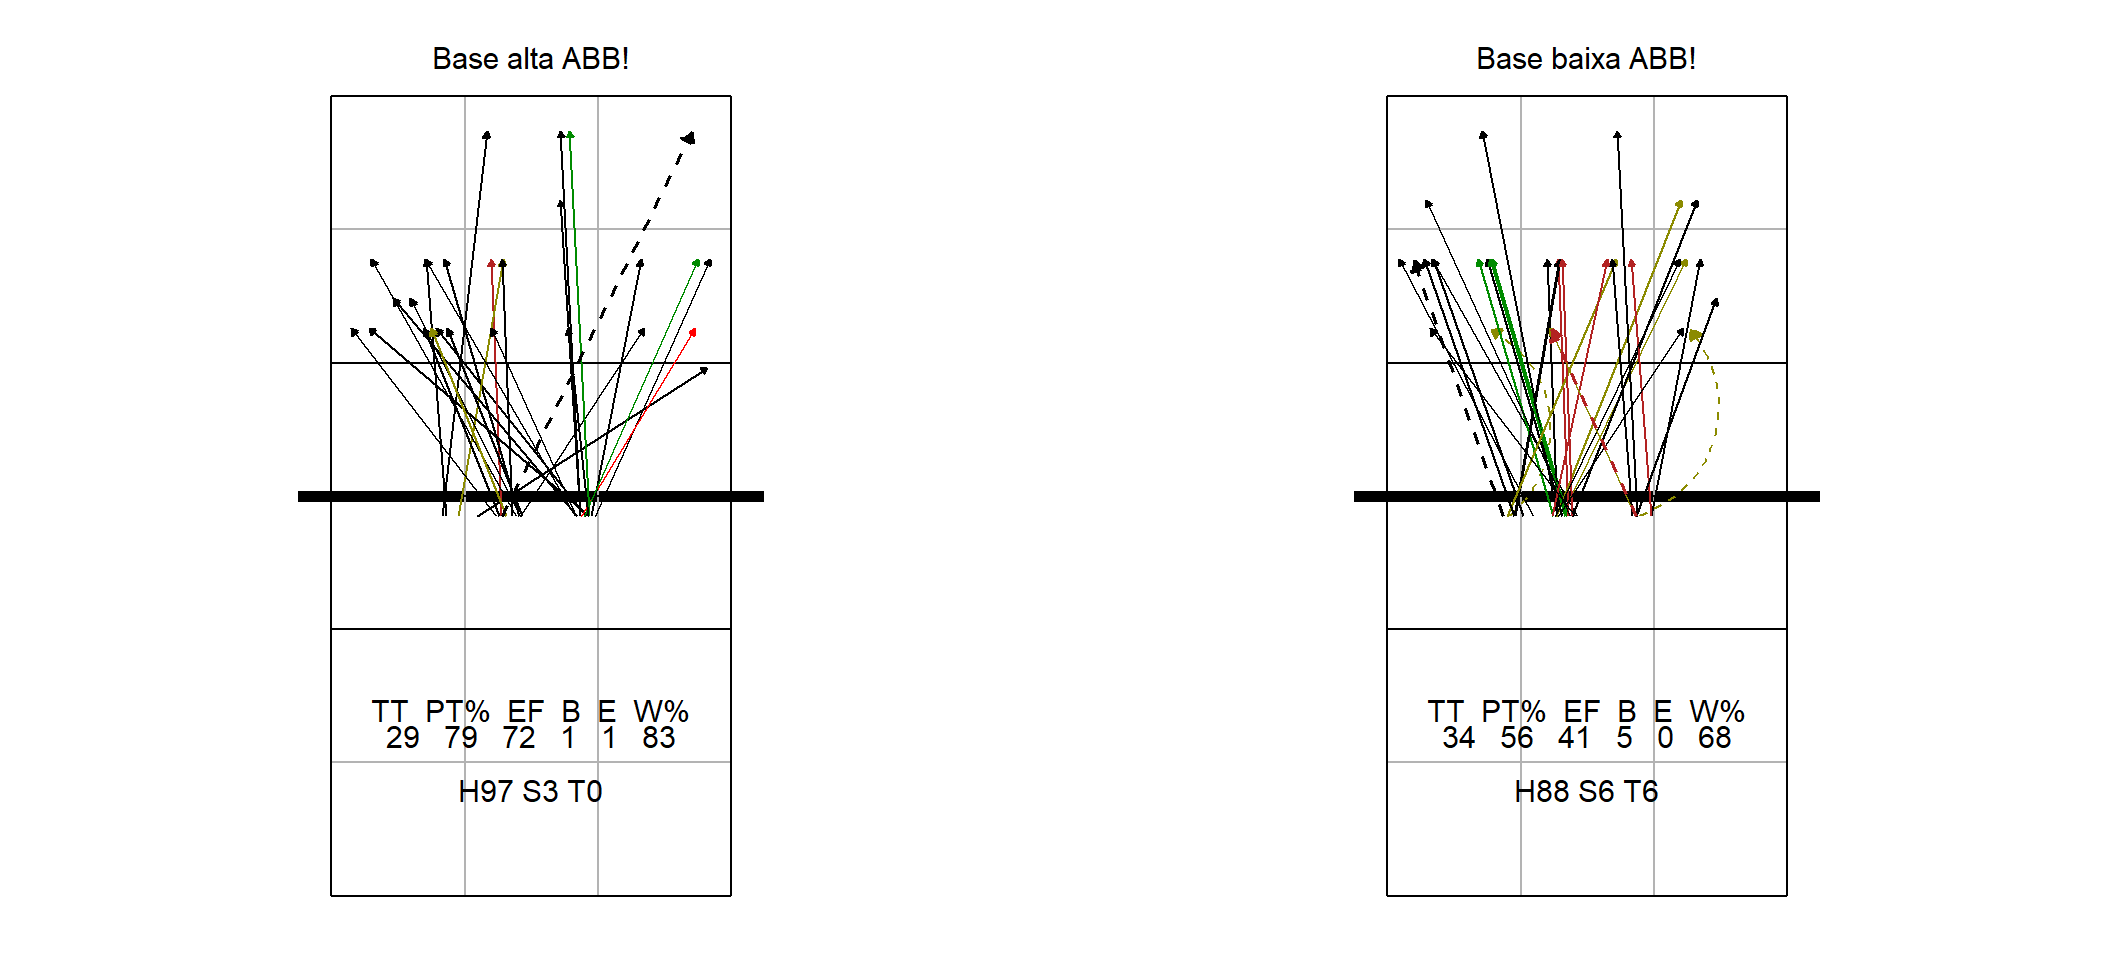 Base alta ABB!
TT PT% EF B E W%
29 79 72 1 1 83
H97 S3 T0
Base baixa ABB!
TT PT% EF B E W%
34 56 41 5 0 68
H88 S6 T6